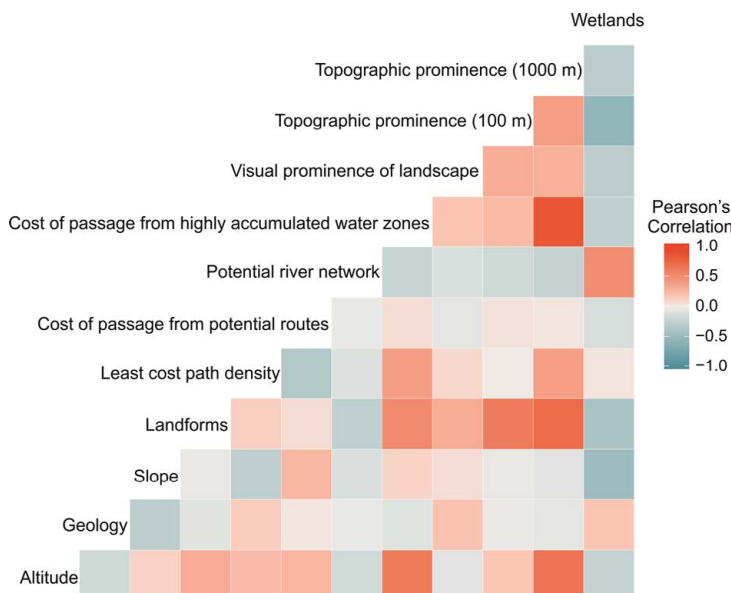 Wetlands
Topographic prominence (1000 m)
Topographic prominence (100 m)
Visual prominence of landscape
Cost of passage from highly accumulated water zones
Potential river network
Cost of passage from potential routes
Least cost path density
Landforms
Slope
Geology
Altitude
Pearson's
Correlation
1.0
0.5
0.0
−0.5
−1.0